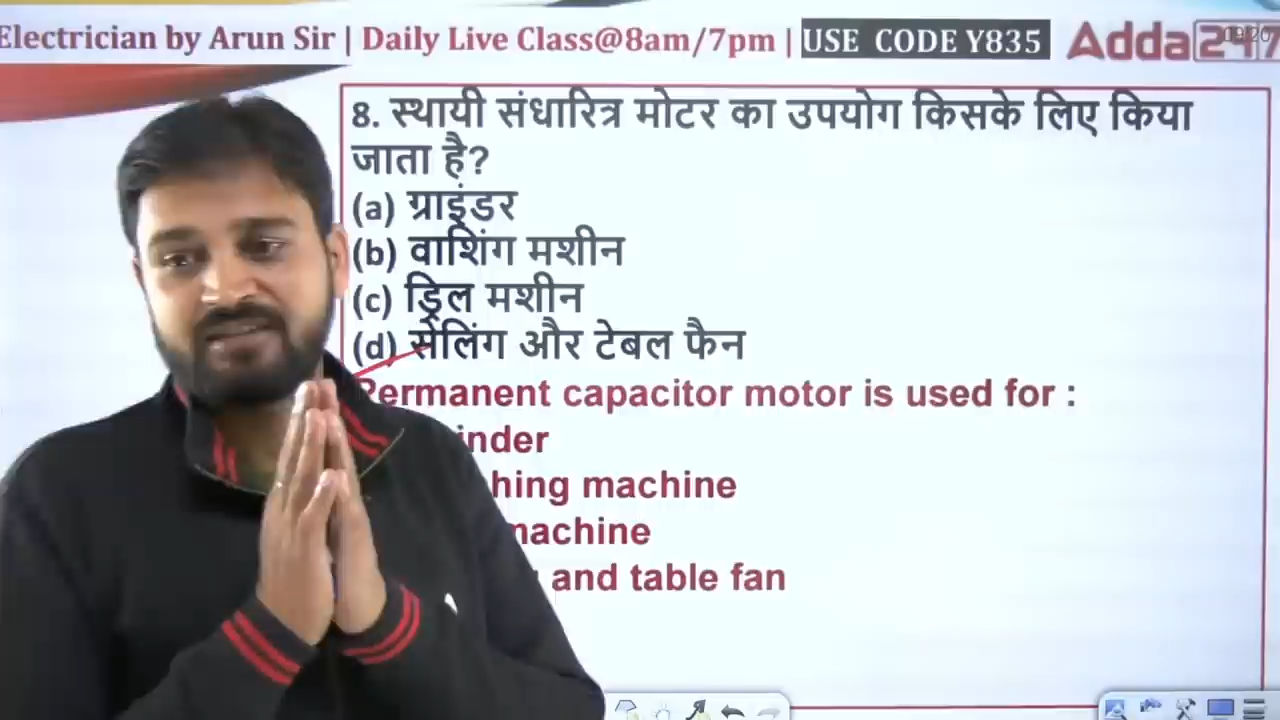 Electrician by Arun Sir | Daily Live Class@8am/7pm | USE CODE Y835 Adda247
8. स्थायी संधारित्र मोटर का उपयोग किसके लिए किया
जाता है?
(a) ग्राइंडर
(b) वाशिंग मशीन
(c) ड्रिल मशीन
(d) सीलिंग और टेबल फैन
Permanent capacitor motor is used for :
inder
hing machine
machine
and table fan